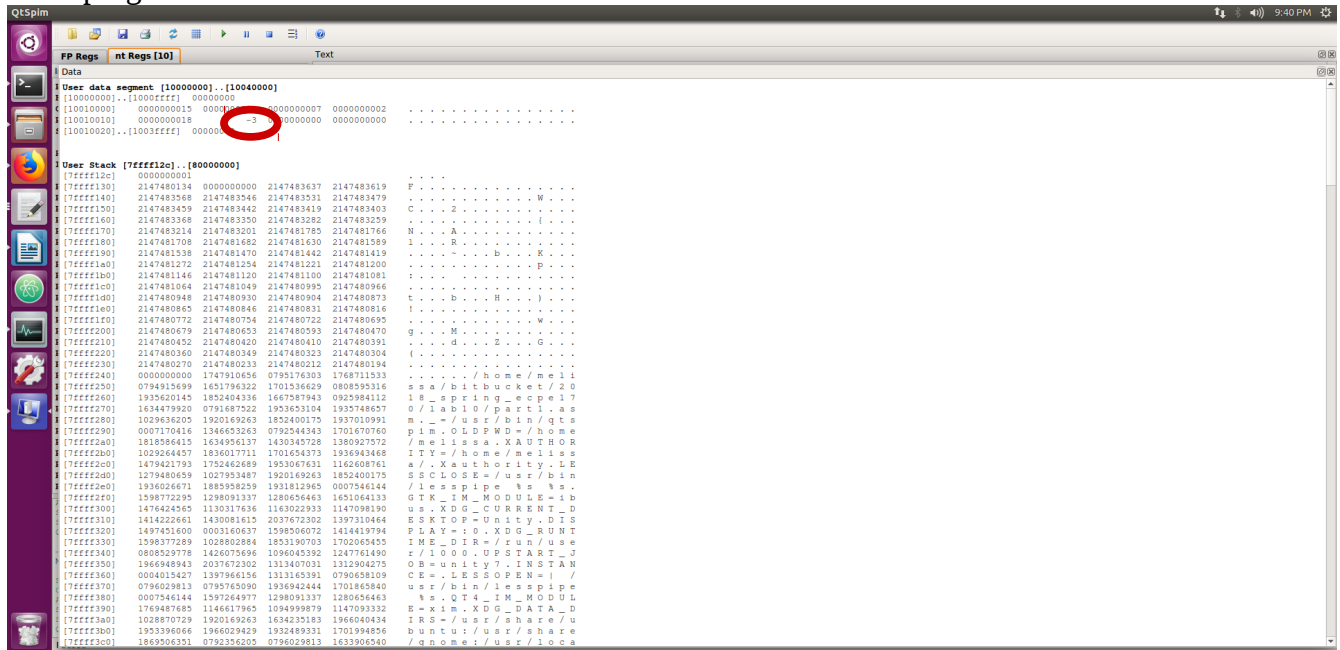 QtSpim 9:40 PM
FP Regs nt Regs [10] Text
Data
User data segment [10000000]..[10040000]
[10000000]..[1000ffff] 00000000
[10010000] 0000000015 0000000007 0000000002 . . . . . . . . . . . . . . . .
[10010010] 0000000018 -3 0000000000 0000000000 . . . . . . . . . . . . . . . .
[10010020]..[1003ffff]
User Stack [7ffff12c]..[80000000]
[7ffff12c] 0000000001 . . . .
[7ffff130] 2147480134 0000000000 2147483637 2147483619 F . . . . . . . . . . . . . . .
[7ffff140] 2147483568 2147483546 2147483531 2147483479 . . . . . . . . . . . . W . . .
[7ffff150] 2147483459 2147483442 2147483419 2147483403 C . . . 2 . . . . . . . . . . .
[7ffff160] 2147483368 2147483350 2147483282 2147483259 . . . . . . . . . . . . { . . .
[7ffff170] 2147483214 2147483201 2147481785 2147481766 N . . . A . . . . . . . . . . .
[7ffff180] 2147481708 2147481682 2147481630 2147481589 l . . . R . . . . . . . . . . .
[7ffff190] 2147481538 2147481470 2147481442 2147481419 . . . . ~ . . . b . . . K . . .
[7ffff1a0] 2147481272 2147481254 2147481221 2147481200 . . . . . . . . . . . . p . . .
[7ffff1b0] 2147481146 2147481120 2147481100 2147481081 : . . . . . . . . . . . . . . .
[7ffff1c0] 2147481064 2147481049 2147480995 2147480966 . . . . . . . . . . . . . . . .
[7ffff1d0] 2147480948 2147480930 2147480904 2147480873 t . . . b . . . H . . . ) . . .
[7ffff1e0] 2147480865 2147480846 2147480831 2147480816 ! . . . . . . . . . . . . . . .
[7ffff1f0] 2147480772 2147480754 2147480722 2147480695 . . . . . . . . . . . . w . . .
[7ffff200] 2147480679 2147480653 2147480593 2147480470 g . . . M . . . . . . . . . . .
[7ffff210] 2147480452 2147480420 2147480410 2147480391 . . . . d . . . Z . . . G . . .
[7ffff220] 2147480360 2147480349 2147480323 2147480304 ( . . . . . . . . . . . . . . .
[7ffff230] 2147480270 2147480233 2147480212 2147480194 . . . . . . . . . . . . . . . .
[7ffff240] 0000000000 1747910656 0795176303 1768711533 . . . . . . / h o m e / m e l i
[7ffff250] 0794915699 1651796322 1701536629 0808595316 s s a / b i t b u c k e t / 2 0
[7ffff260] 1935620145 1852404336 1667587943 0925984112 1 8 _ s p r i n g _ e c p e 1 7
[7ffff270] 1634479920 0791687522 1953653104 1935748657 0 / l a b 1 0 / p a r t 1 . a s
[7ffff280] 1029636205 1920169263 1852400175 1937010991 m . _ = / u s r / b i n / q t s
[7ffff290] 0007170416 1346653263 0792544343 1701670760 p i m . O L D P W D = / h o m e
[7ffff2a0] 1818586415 1634956137 1430345728 1380927572 / m e l i s s a . X A U T H O R
[7ffff2b0] 1029264457 1836017711 1701654373 1936943468 I T Y = / h o m e / m e l i s s
[7ffff2c0] 1479421793 1752462689 1953067631 1162608761 a / . X a u t h o r i t y . L E
[7ffff2d0] 1279480659 1027953487 1920169263 1852400175 S S C L O S E = / u s r / b i n
[7ffff2e0] 1936026671 1885958259 1931812965 0007546144 / l e s s p i p e % s % s .
[7ffff2f0] 1598772295 1298091337 1280656463 1651064133 G T K _ I M _ M O D U L E = i b
[7ffff300] 1476424565 1130317636 1163022933 1147098190 u s . X D G _ C U R R E N T _ D
[7ffff310] 1414222661 1430081615 2037672302 1397310464 E S K T O P = U n i t y . D I S
[7ffff320] 1497451600 0003160637 1598506072 1414419794 P L A Y = : 0 . X D G _ R U N T
[7ffff330] 1598377289 1028802884 1853190703 1702065455 I M E _ D I R = / r u n / u s e
[7ffff340] 0808529778 1426075696 1096045392 1247761490 r / 1 0 0 0 . U P S T A R T _ J
[7ffff350] 1966948943 2037672302 1313407031 1312904275 O B = u n i t y 7 . I N S T A N
[7ffff360] 0004015427 1397966156 1313165391 0790658109 C E = . L E S S O P E N = | /
[7ffff370] 0796029813 0795765090 1936942444 1701865840 u s r / b i n / l e s s p i p e
[7ffff380] 0007546144 1597264977 1298091337 1280656463 % s . Q T 4 _ I M _ M O D U L
[7ffff390] 1769487685 1146617965 1094999879 1147093332 E = x i m . X D G _ D A T A _ D
[7ffff3a0] 1028870729 1920169263 1634235183 1966040434 I R S = / u s r / s h a r e / u
[7ffff3b0] 1953396066 1966029429 1932489331 1701994856 b u n t u : / u s r / s h a r e
[7ffff3c0] 1869506351 0792356205 0796029813 1633906540 / g n o m e : / u s r / l o c a